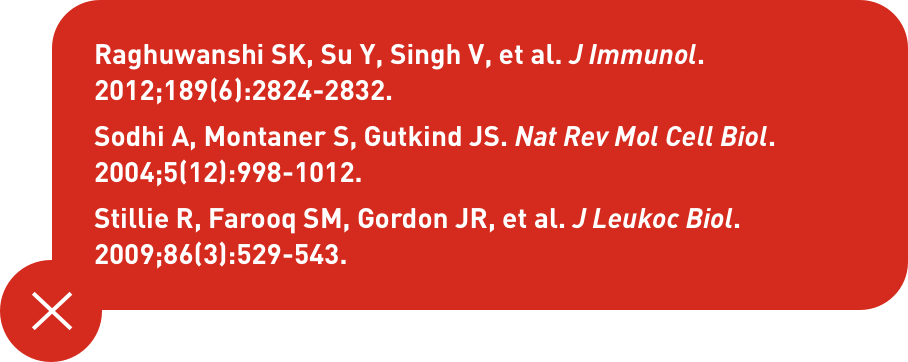 Raghuwanshi SK, Su Y, Singh V, et al. J Immunol.
2012;189(6):2824-2832.
Sodhi A, Montaner S, Gutkind JS. Nat Rev Mol Cell Biol.
2004;5(12):998-1012.
Stillie R, Farooq SM, Gordon JR, et al. J Leukoc Biol.
2009;86(3):529-543.